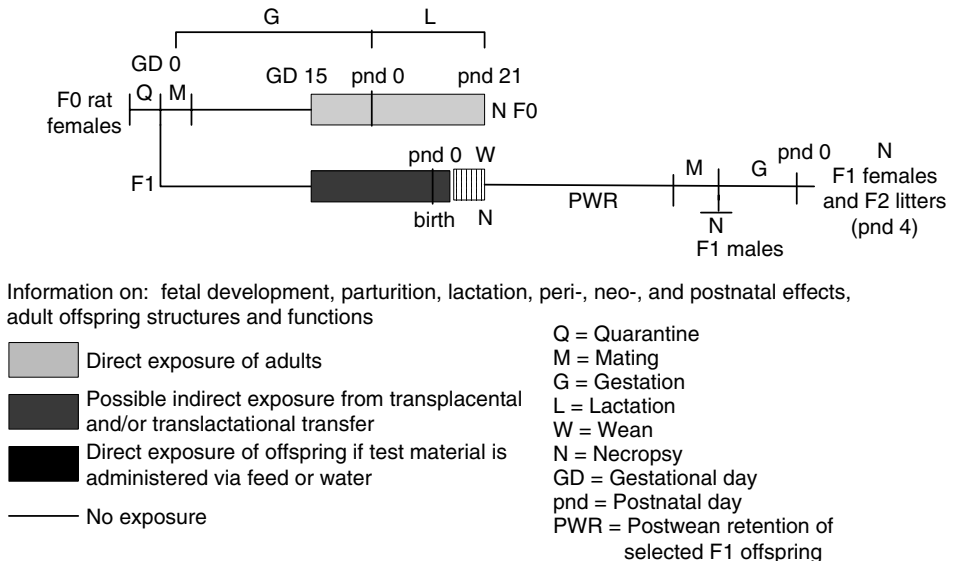 G L
GD 0 GD 15 pnd 0 pnd 21
Q M
F0 rat
females
N F0
pnd 0 W
F1
birth N
PWR
M G pnd 0 N
F1 females
and F2 litters
(pnd 4)
N
F1 males
Information on: fetal development, parturition, lactation, peri-, neo-, and postnatal effects,
adult offspring structures and functions
Direct exposure of adults
Possible indirect exposure from transplacental
and/or translactational transfer
Direct exposure of offspring if test material is
administered via feed or water
No exposure
Q = Quarantine
M = Mating
G = Gestation
L = Lactation
W = Wean
N = Necropsy
GD = Gestational day
pnd = Postnatal day
PWR = Postwean retention of
selected F1 offspring